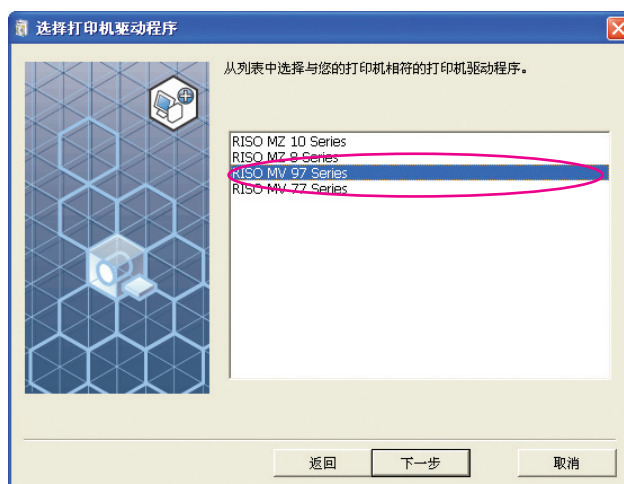 选择打印机驱动程序
从列表中选择与您的打印机相符的打印机驱动程序。
RISO MZ 10 Series
RISO MZ 9 Series
RISO MV 97 Series
RISO MV 77 Series
返回
下一步
取消